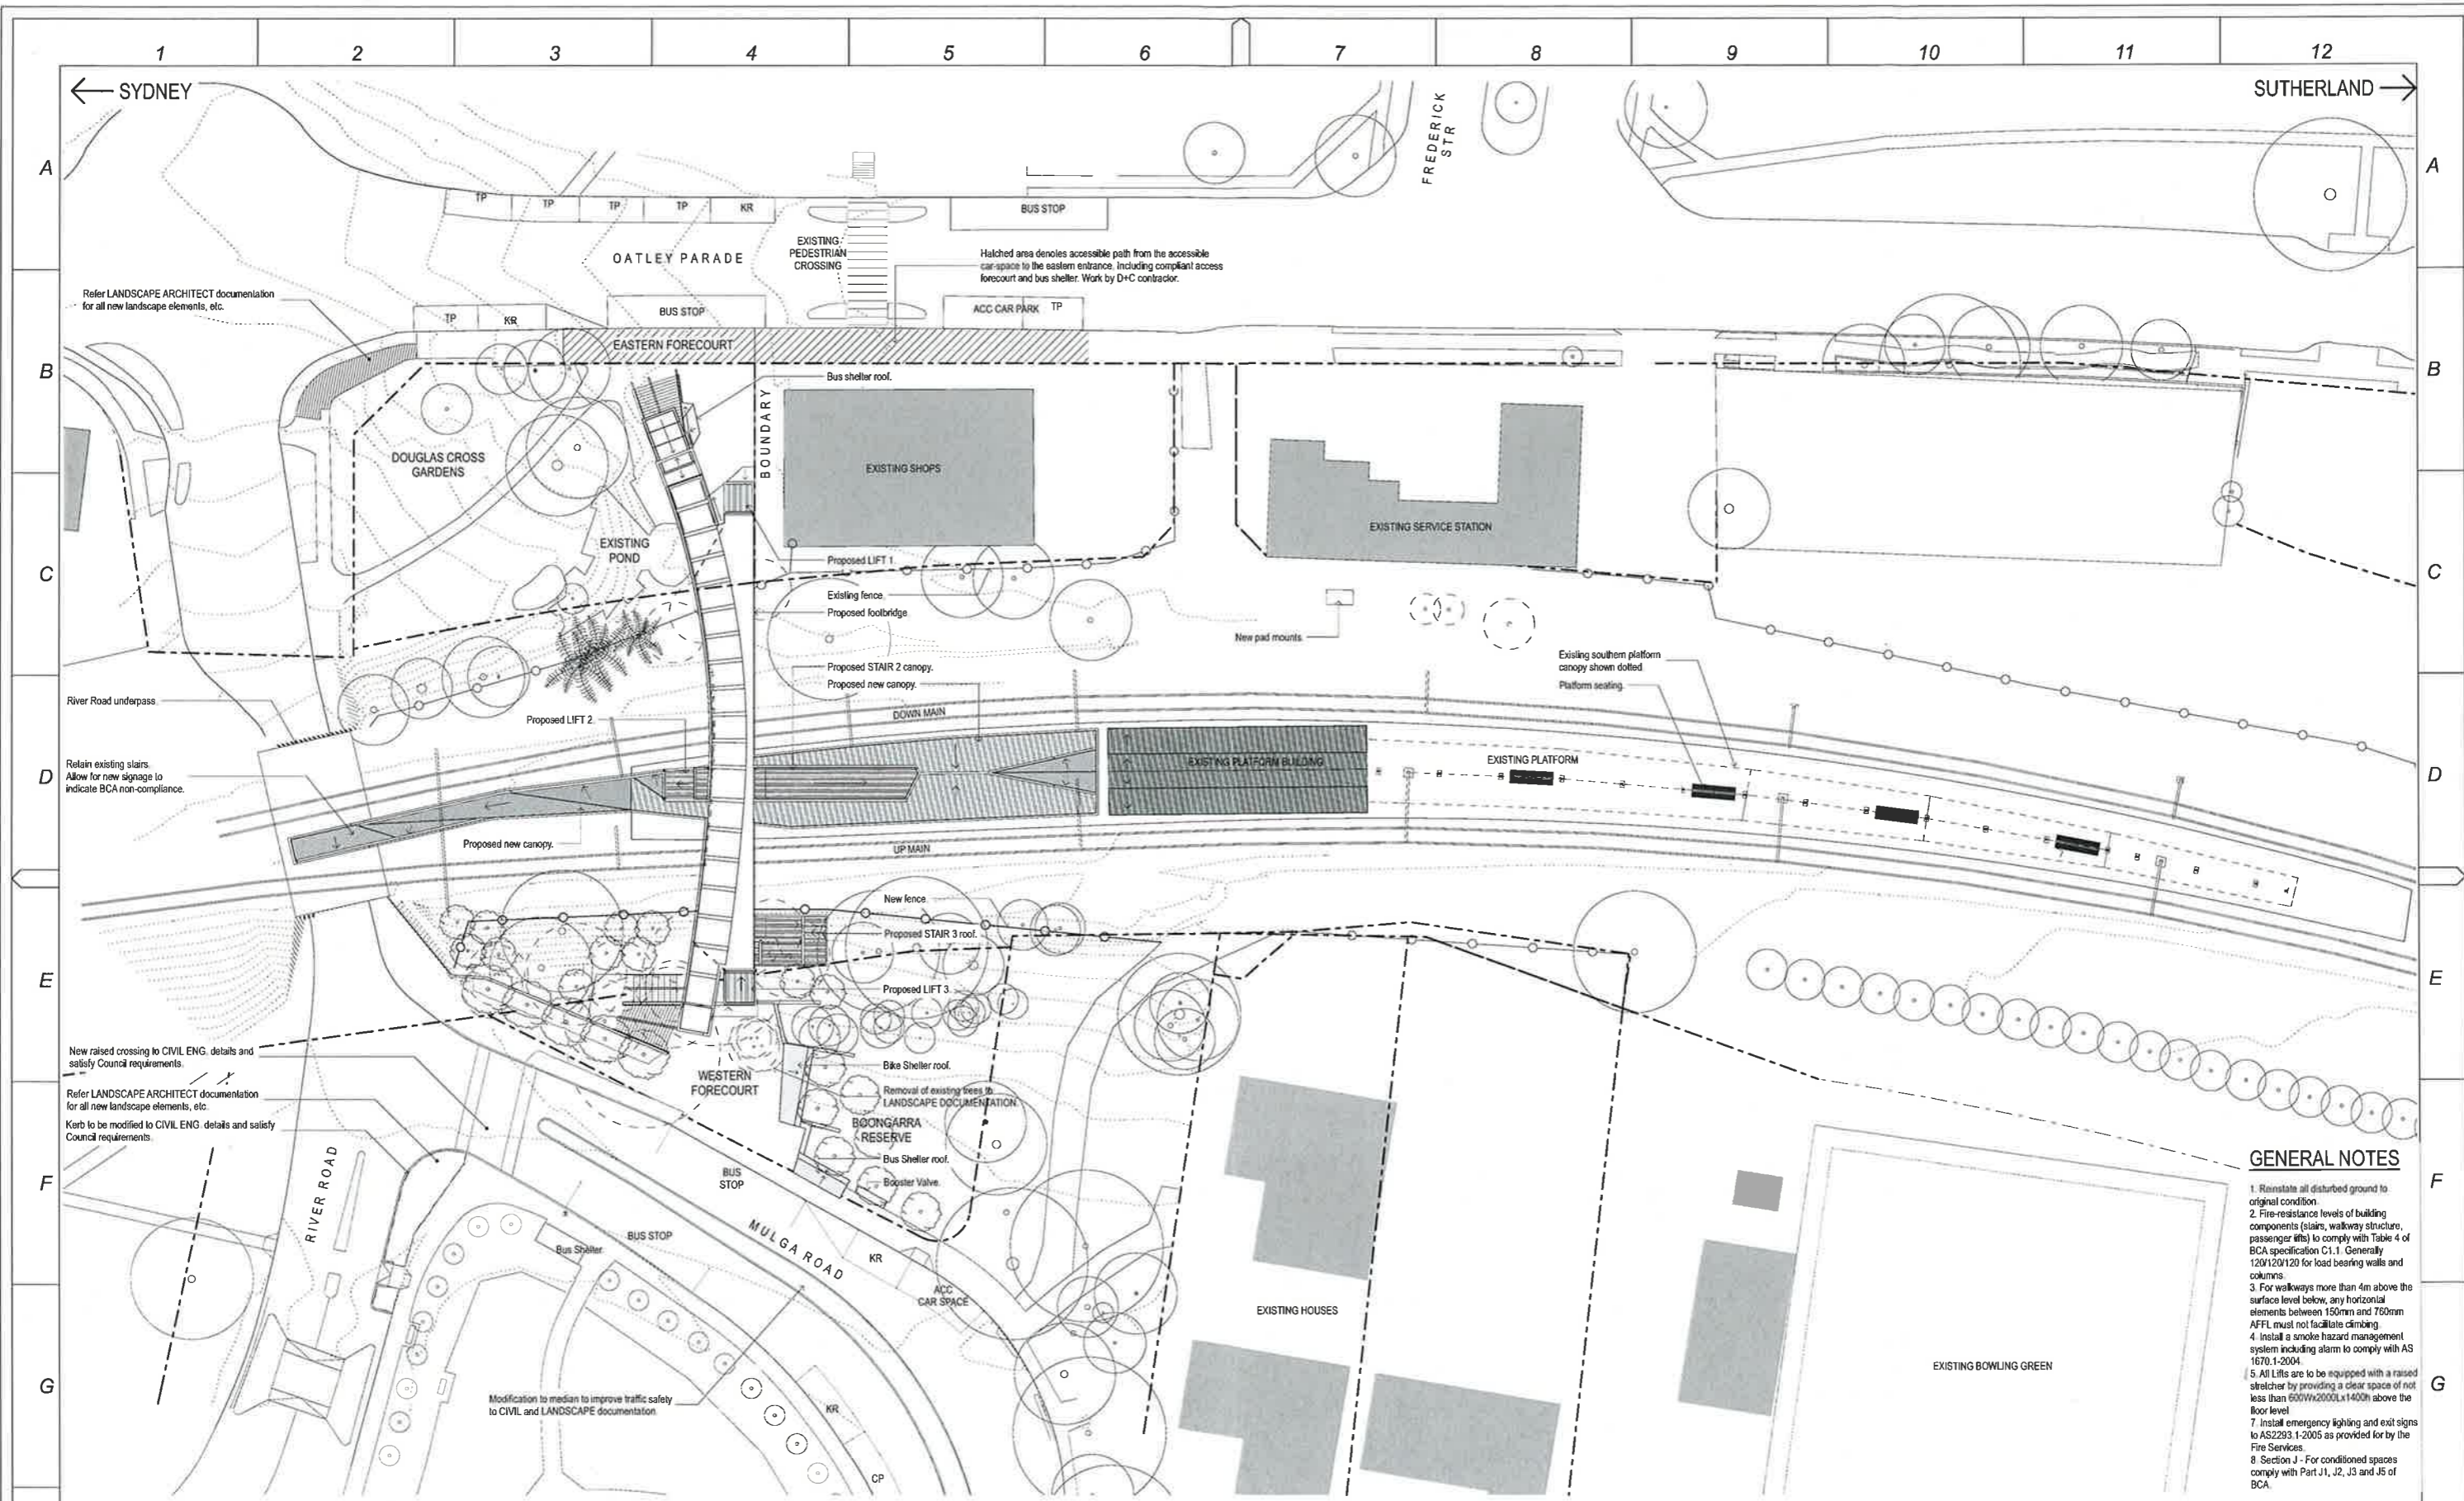 1 2 3 4 5 6 7 8 9 10 11 12
← SYDNEY
SUTHERLAND →
A
A
FREDERICK
STR
TP TP TP TP KR
BUS STOP
OATLEY PARADE
EXISTING
PEDESTRIAN
CROSSING
Hatched area denotes accessible path from the accessible
car-space to the eastern entrance. Including compliant access
forecourt and bus shelter. Work by D+C contractor.
Refer LANDSCAPE ARCHITECT documentation
for all new landscape elements, etc.
TP KR
BUS STOP
ACC CAR PARK TP
EASTERN FORECOURT
B
B
Bus shelter roof.
BOUNDARY
DOUGLAS CROSS
GARDENS
EXISTING SHOPS
EXISTING SERVICE STATION
EXISTING
POND
C
C
Proposed LIFT 1
Existing fence.
Proposed footbridge.
New pad mounts.
Proposed STAIR 2 canopy.
Proposed new canopy.
Existing southern platform
canopy shown dotted.
Platform seating.
River Road underpass.
Proposed LIFT 2.
DOWN MAIN
Retain existing stairs.
Allow for new signage to
indicate BCA non-compliance.
D
D
EXISTING PLATFORM BUILDING
EXISTING PLATFORM
Proposed new canopy.
UP MAIN
New fence.
Proposed STAIR 3 roof.
E
E
Proposed LIFT 3.
New raised crossing to CIVIL ENG. details and
satisfy Council requirements.
Bike Shelter roof.
WESTERN
FORECOURT
Refer LANDSCAPE ARCHITECT documentation
for all new landscape elements, etc.
Removal of existing trees to
LANDSCAPE DOCUMENTATION.
Kerb to be modified to CIVIL ENG. details and satisfy
Council requirements.
BOONGARRA
RESERVE
Bus Shelter roof.
Booster Valve.
F
F
RIVER ROAD
BUS
STOP
BUS STOP
Bus Shelter.
MULGA ROAD
KR
ACC
CAR SPACE
EXISTING HOUSES
EXISTING BOWLING GREEN
G
G
Modification to median to improve traffic safety
to CIVIL and LANDSCAPE documentation.
KR
CP
GENERAL NOTES
1. Reinstate all disturbed ground to
original condition.
2. Fire-resistance levels of building
components (stairs, walkway structure,
passenger lifts) to comply with Table 4 of
BCA specification C1.1. Generally
120/120/120 for load bearing walls and
columns.
3. For walkways more than 4m above the
surface level below, any horizontal
elements between 150mm and 760mm
AFFL must not facilitate climbing.
4. Install a smoke hazard management
system including alarm to comply with AS
1670.1-2004.
5. All Lifts are to be equipped with a raised
stretcher by providing a clear space of not
less than 600Wx2000Lx1400h above the
floor level
7. Install emergency lighting and exit signs
to AS2293.1-2005 as provided for by the
Fire Services.
8. Section J - For conditioned spaces
comply with Part J1, J2, J3 and J5 of
BCA.